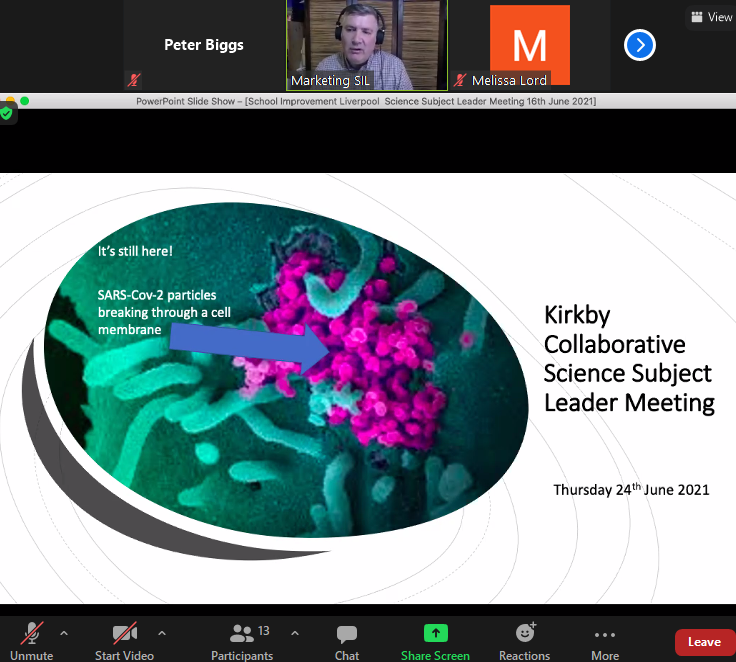 View
Peter Biggs
M
Marketing SIL
Melissa Lord
PowerPoint Slide Show – [School Improvement Liverpool Science Subject Leader Meeting 16th June 2021]
It's still here!
SARS-Cov-2 particles
breaking through a cell
membrane
Kirkby
Collaborative
Science Subject
Leader Meeting
Thursday 24th June 2021
13
Unmute
Start Video
Participants
Chat
Share Screen
Reactions
More
Leave